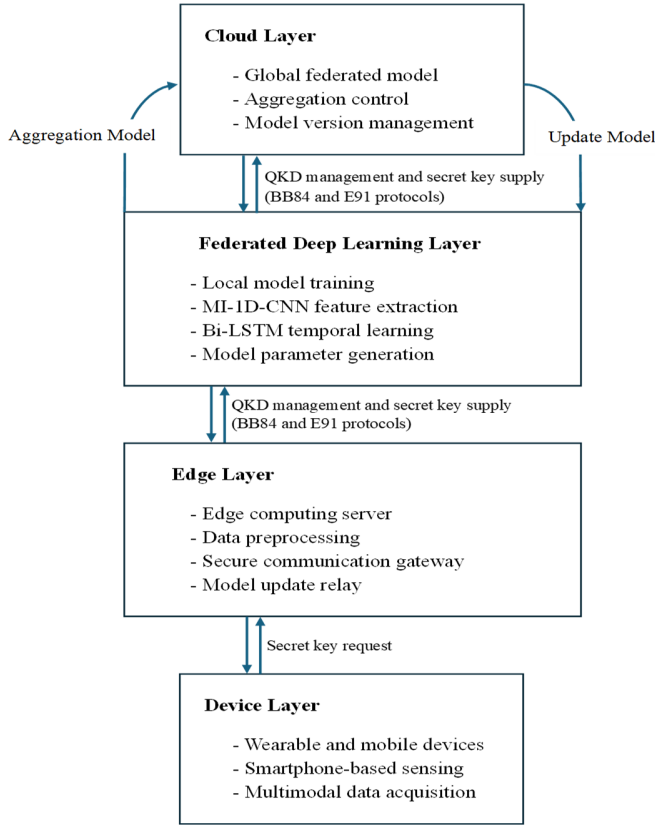 Cloud Layer
- Global federated model
- Aggregation control
- Model version management
Aggregation Model
Update Model
QKD management and secret key supply
(BB84 and E91 protocols)
Federated Deep Learning Layer
- Local model training
- MI-1D-CNN feature extraction
- Bi-LSTM temporal learning
- Model parameter generation
QKD management and secret key supply
(BB84 and E91 protocols)
Edge Layer
- Edge computing server
- Data preprocessing
- Secure communication gateway
- Model update relay
Secret key request
Device Layer
- Wearable and mobile devices
- Smartphone-based sensing
- Multimodal data acquisition